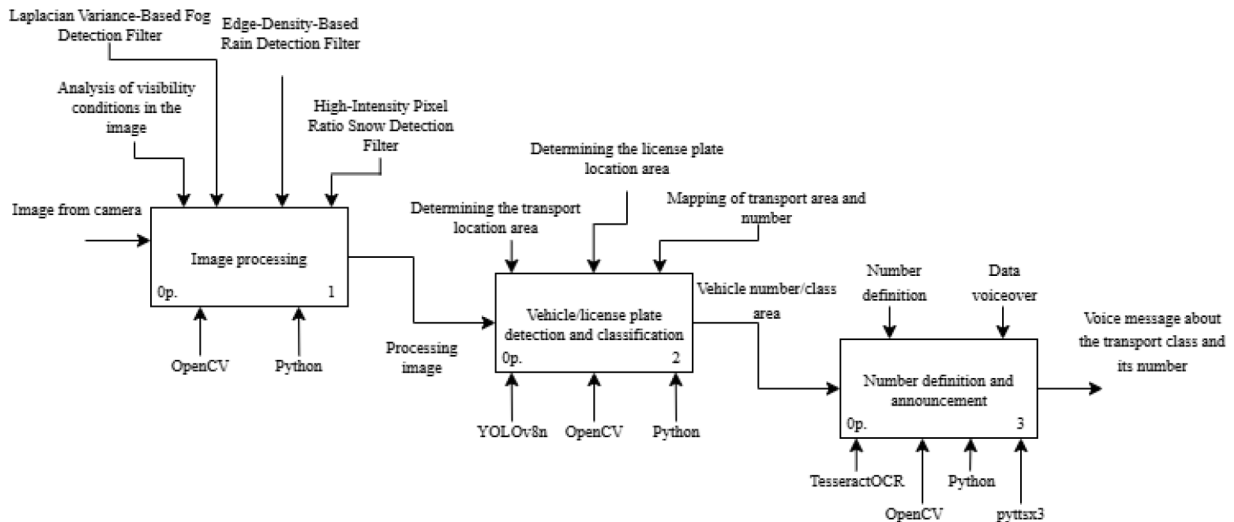 Laplacian Variance-Based Fog
Detection Filter
Edge-Density-Based
Rain Detection Filter
Analysis of visibility
conditions in the
image
High-Intensity Pixel
Ratio Snow Detection
Filter
Image from camera
Image processing
0p.
1
OpenCV
Python
Processing
image
Determining the transport
location area
Determining the license plate
location area
Mapping of transport area and
number
Vehicle/license plate
detection and classification
0p.
2
YOLOv8n
OpenCV
Python
Vehicle number/class
area
Number
definition
Data
voiceover
Number definition and
announcement
0p.
3
TesseractOCR
OpenCV
Python
pyttsx3
Voice message about
the transport class and
its number